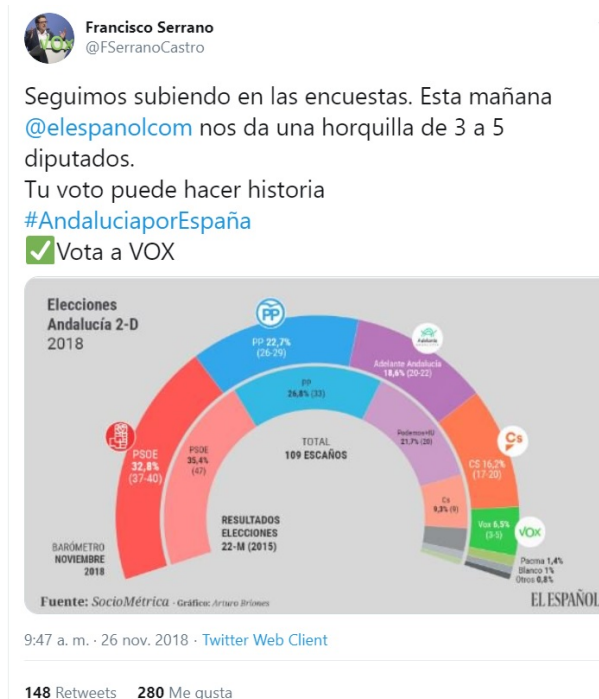 Francisco Serrano
@FSerranoCastro
Seguimos subiendo en las encuestas. Esta mañana
@elespanolcom nos da una horquilla de 3 a 5
diputados.
Tu voto puede hacer historia
#AndaluciaporEspaña
Vota a VOX
Elecciones
Andalucía 2-D
2018
PP
PP 22,7%
(26-29)
Adelante Andalucía
18,6% (20-22)
PP
26,8% (33)
PSOE
32,8%
(37-40)
PSOE
35,4%
(47)
TOTAL
109 ESCAÑOS
Podemos+IU
21,7% (20)
Cs
CS 16,2%
(17-20)
Cs
9,3% (9)
Vox 6,5%
(3-5)
VOX
RESULTADOS
ELECCIONES
22-M (2015)
BARÓMETRO
NOVIEMBRE
2018
Pacma 1,4%
Blanco 1%
Otros 0,8%
Fuente: SocioMétrica - Gráfico: Arturo Briones
EL ESPAÑOL
9:47 a. m. · 26 nov. 2018 · Twitter Web Client
148 Retweets 280 Me gusta